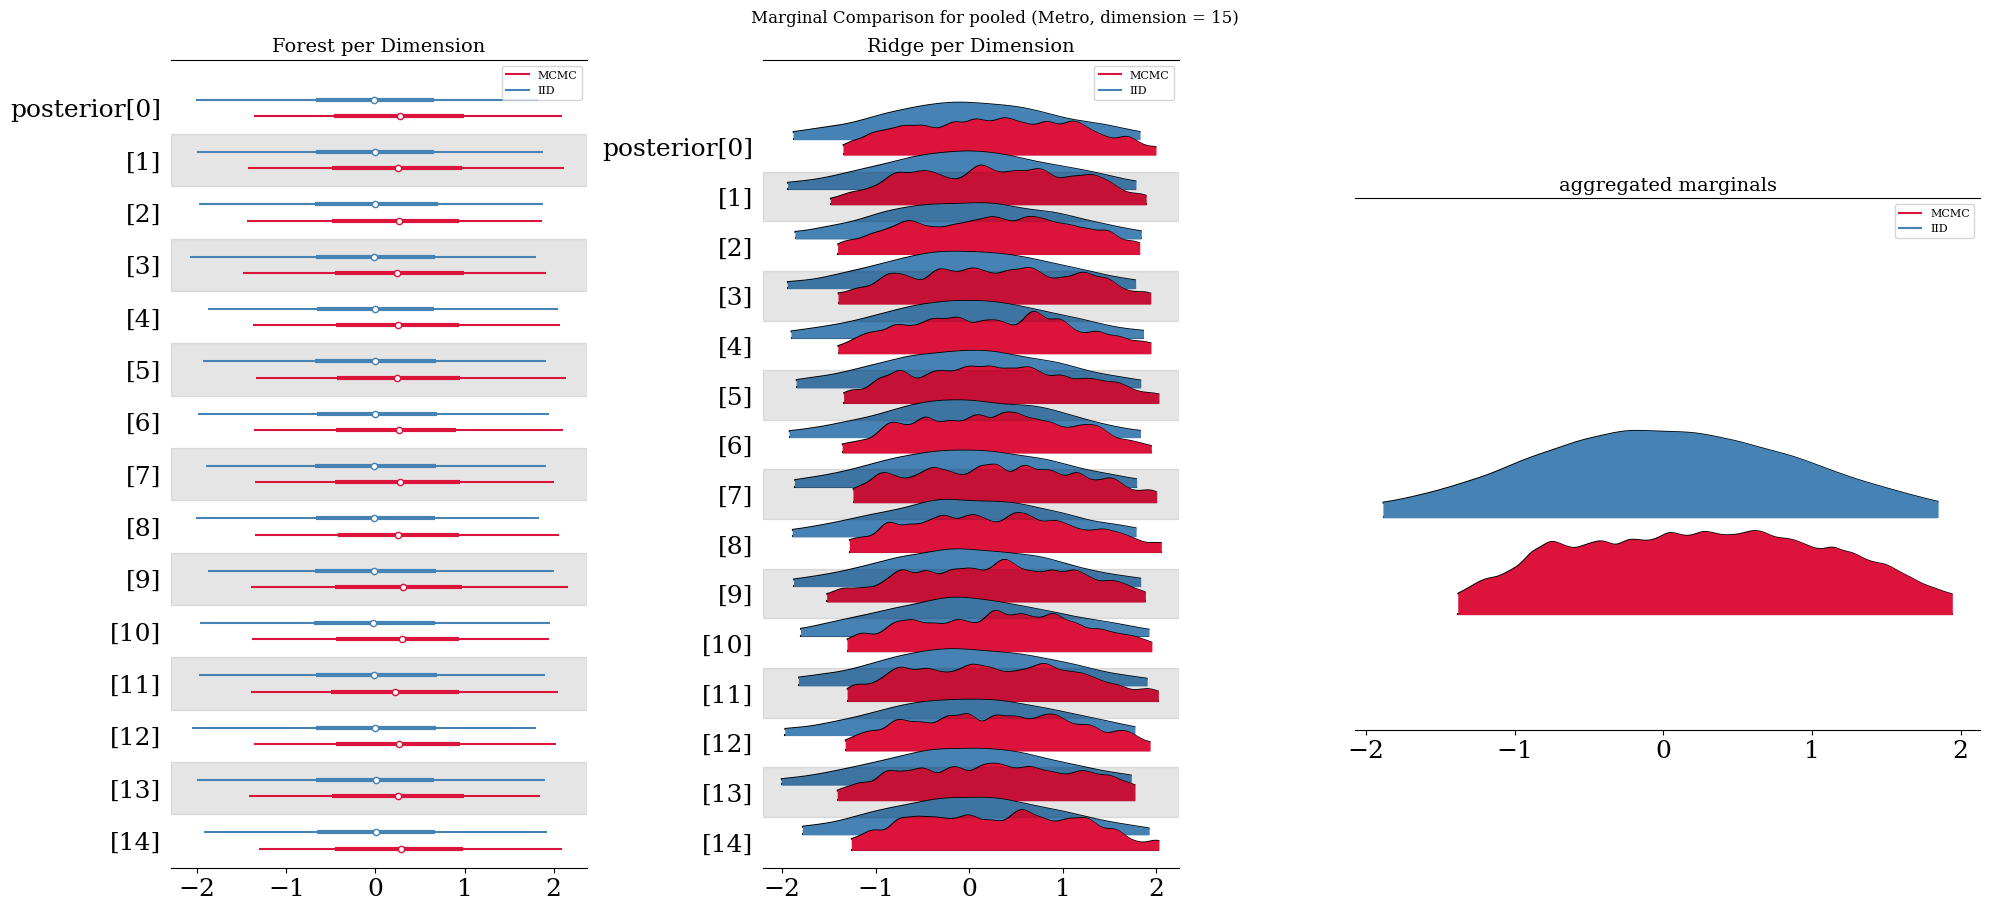 Marginal Comparison for pooled (Metro, dimension = 15)
Forest per Dimension
MCMC
IID
posterior[0]
[1]
[2]
[3]
[4]
[5]
[6]
[7]
[8]
[9]
[10]
[11]
[12]
[13]
[14]
−2 −1 0 1 2
Ridge per Dimension
MCMC
IID
posterior[0]
[1]
[2]
[3]
[4]
[5]
[6]
[7]
[8]
[9]
[10]
[11]
[12]
[13]
[14]
−2 −1 0 1 2
aggregated marginals
MCMC
IID
−2 −1 0 1 2